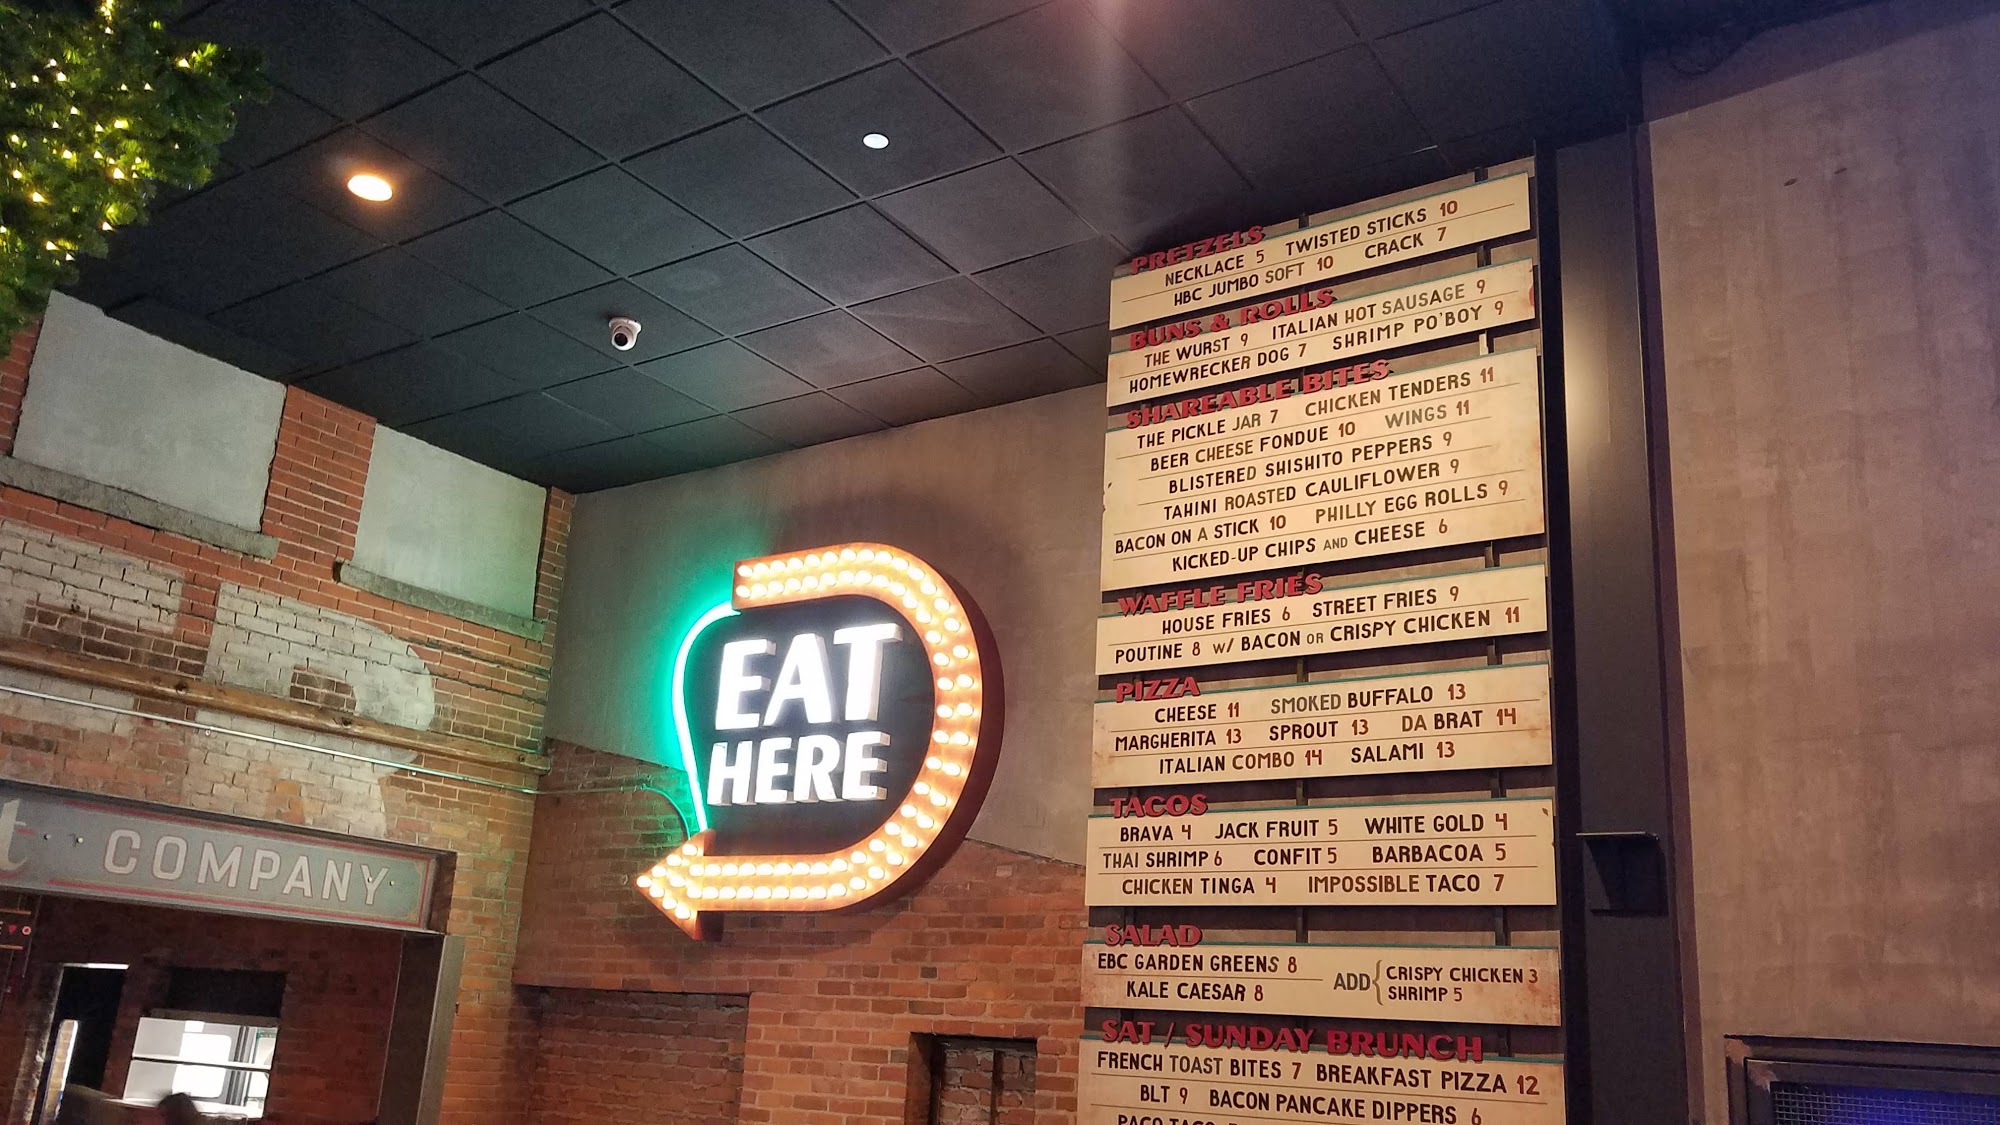 EAT
HERE
COMPANY
PRETZELS
NECKLACE 5 TWISTED STICKS 10
HBC JUMBO SOFT 10 CRACK 7
BUNS & ROLLS
THE WURST 9 ITALIAN HOT SAUSAGE 9
HOMEWRECKER DOG 7 SHRIMP PO'BOY 9
SHAREABLE BITES
THE PICKLE JAR 7 CHICKEN TENDERS 11
BEER CHEESE FONDUE 10 WINGS 11
BLISTERED SHISHITO PEPPERS 9
TAHINI ROASTED CAULIFLOWER 9
BACON ON A STICK 10 PHILLY EGG ROLLS 9
KICKED-UP CHIPS AND CHEESE 6
WAFFLE FRIES
HOUSE FRIES 6 STREET FRIES 9
POUTINE 8 W/ BACON OR CRISPY CHICKEN 11
PIZZA
CHEESE 11 SMOKED BUFFALO 13
MARGHERITA 13 SPROUT 13 DA BRAT 14
ITALIAN COMBO 14 SALAMI 13
TACOS
BRAVA 4 JACK FRUIT 5 WHITE GOLD 4
THAI SHRIMP 6 CONFIT 5 BARBACOA 5
CHICKEN TINGA 4 IMPOSSIBLE TACO 7
SALAD
EBC GARDEN GREENS 8
KALE CAESAR 8
ADD { CRISPY CHICKEN 3
SHRIMP 5
SAT / SUNDAY BRUNCH
FRENCH TOAST BITES 7 BREAKFAST PIZZA 12
BLT 9 BACON PANCAKE DIPPERS 6